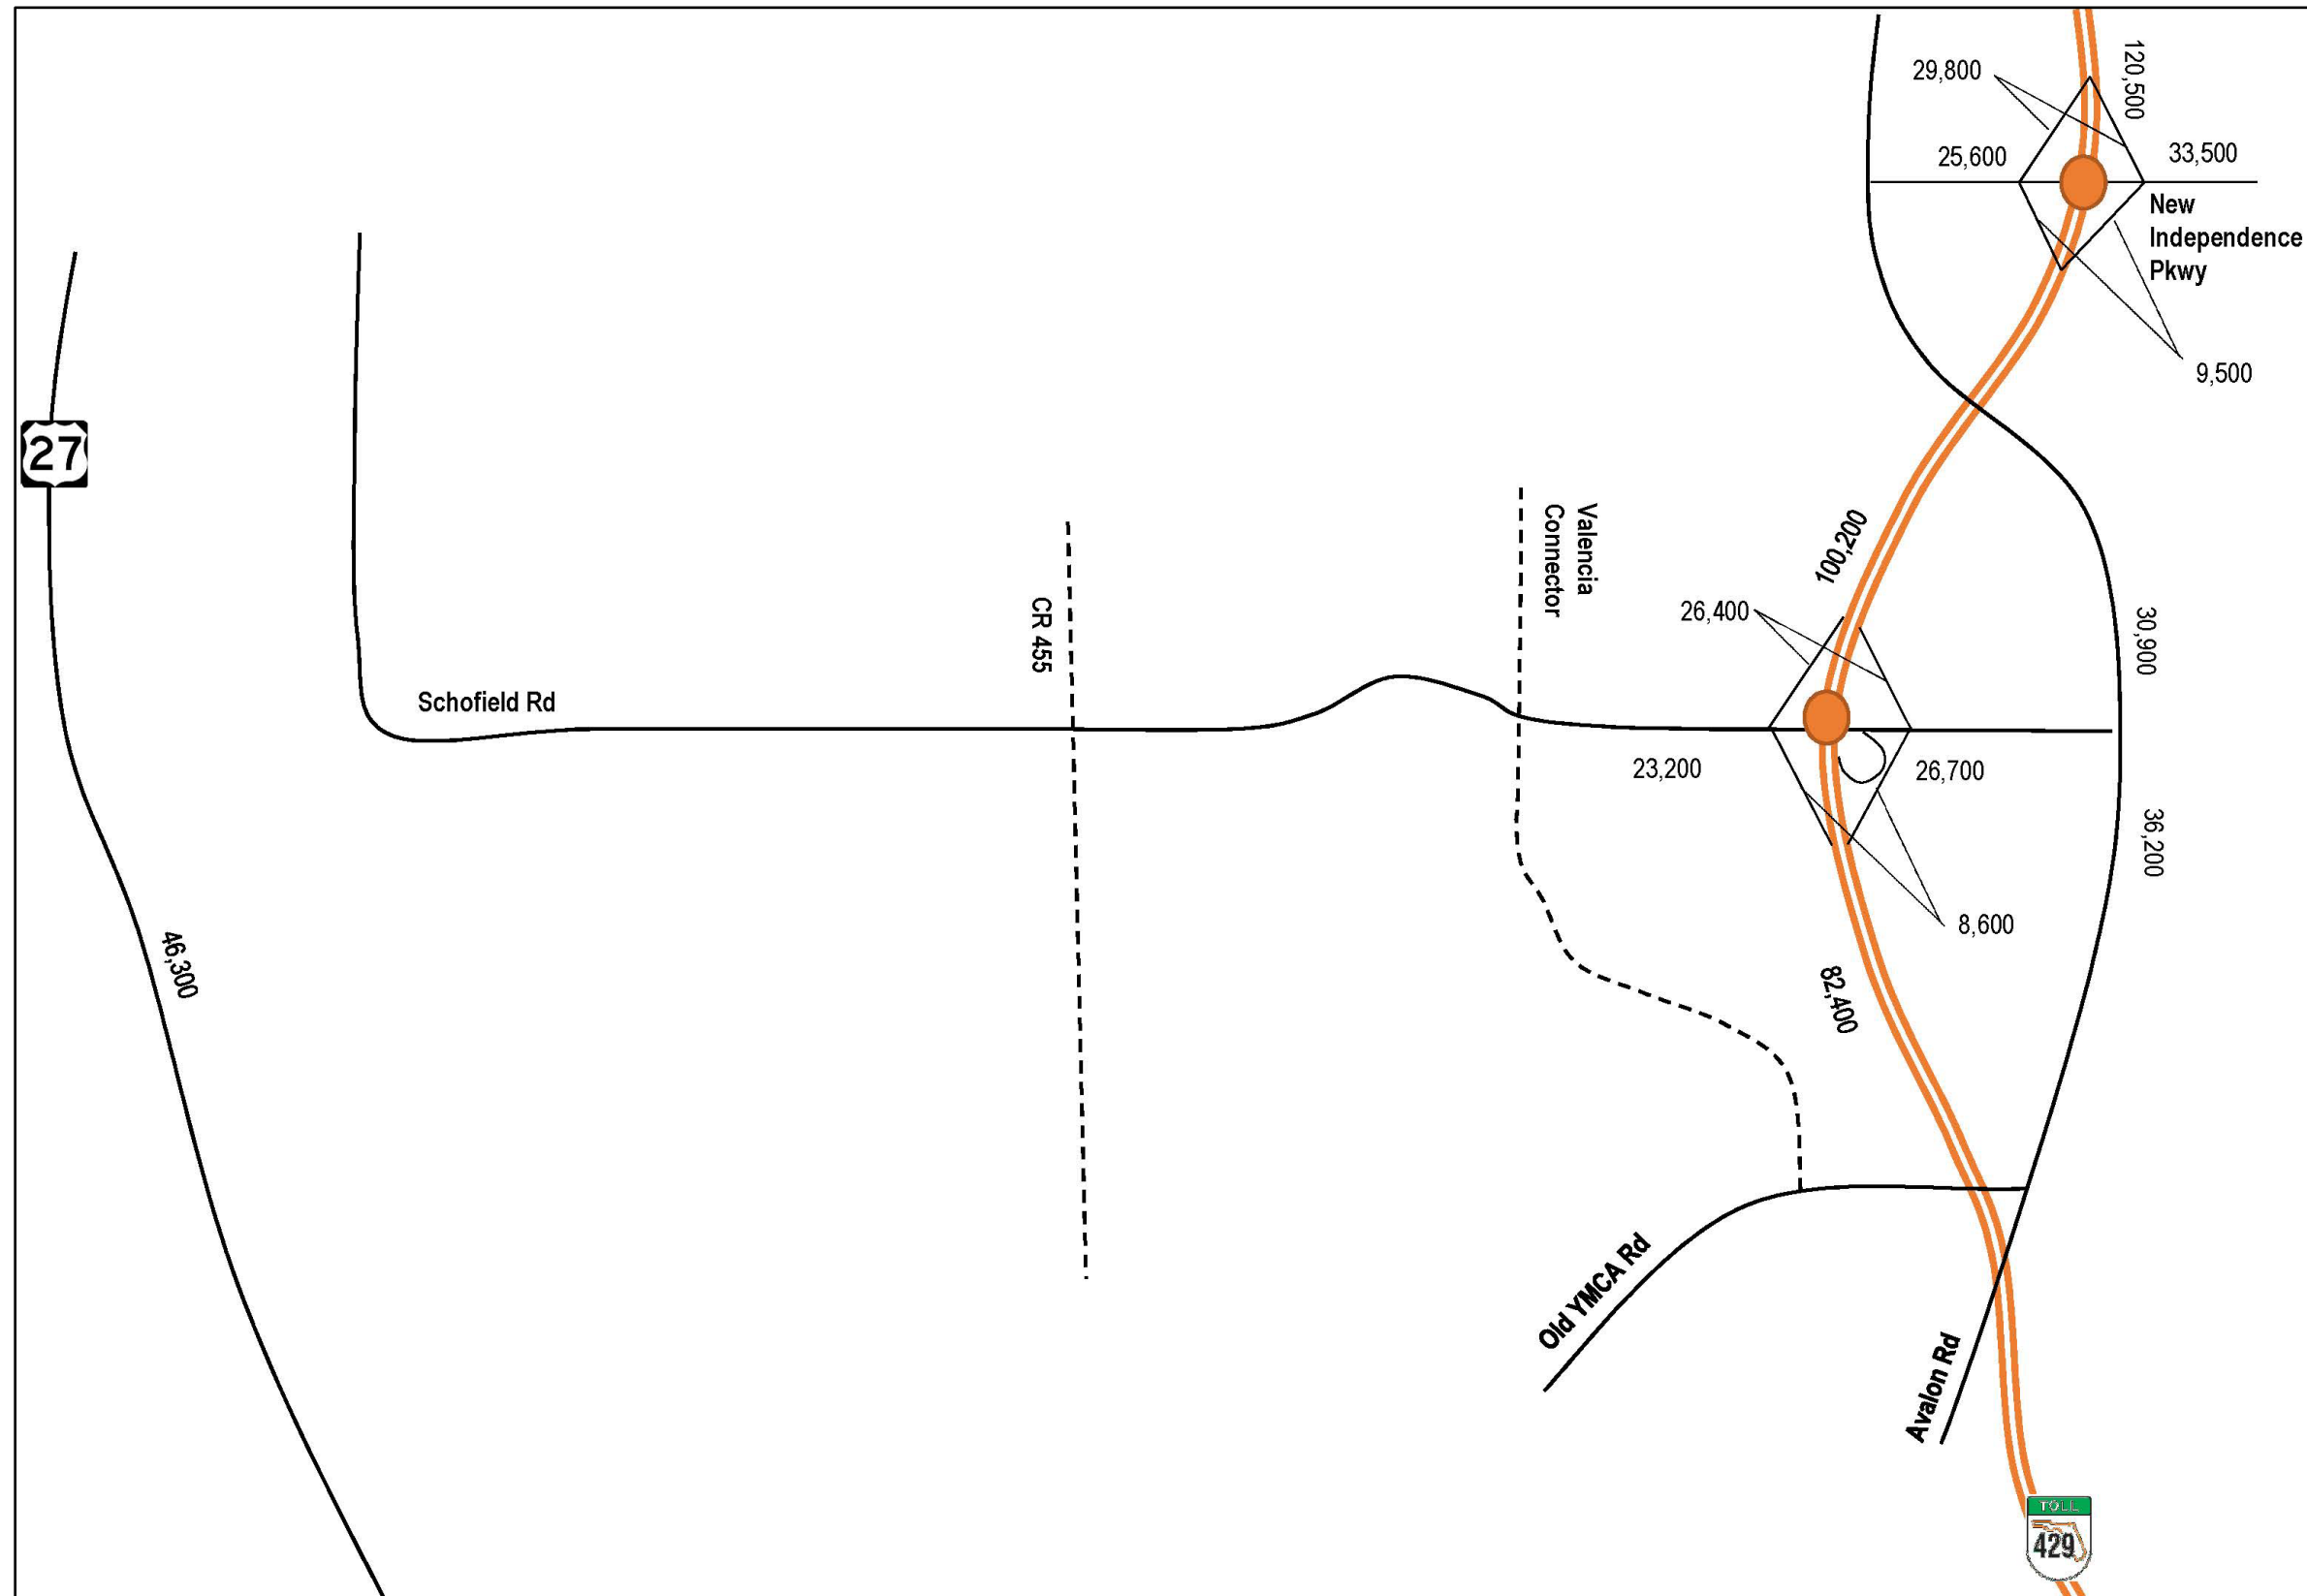 120,500
29,800
25,600
33,500
New
Independence
Pkwy
9,500
27
100,200
Valencia
Connector
CR 455
26,400
30,900
Schofield Rd
23,200
26,700
36,200
8,600
46,300
82,400
Old YMCA Rd
Avalon Rd
TOLL
429